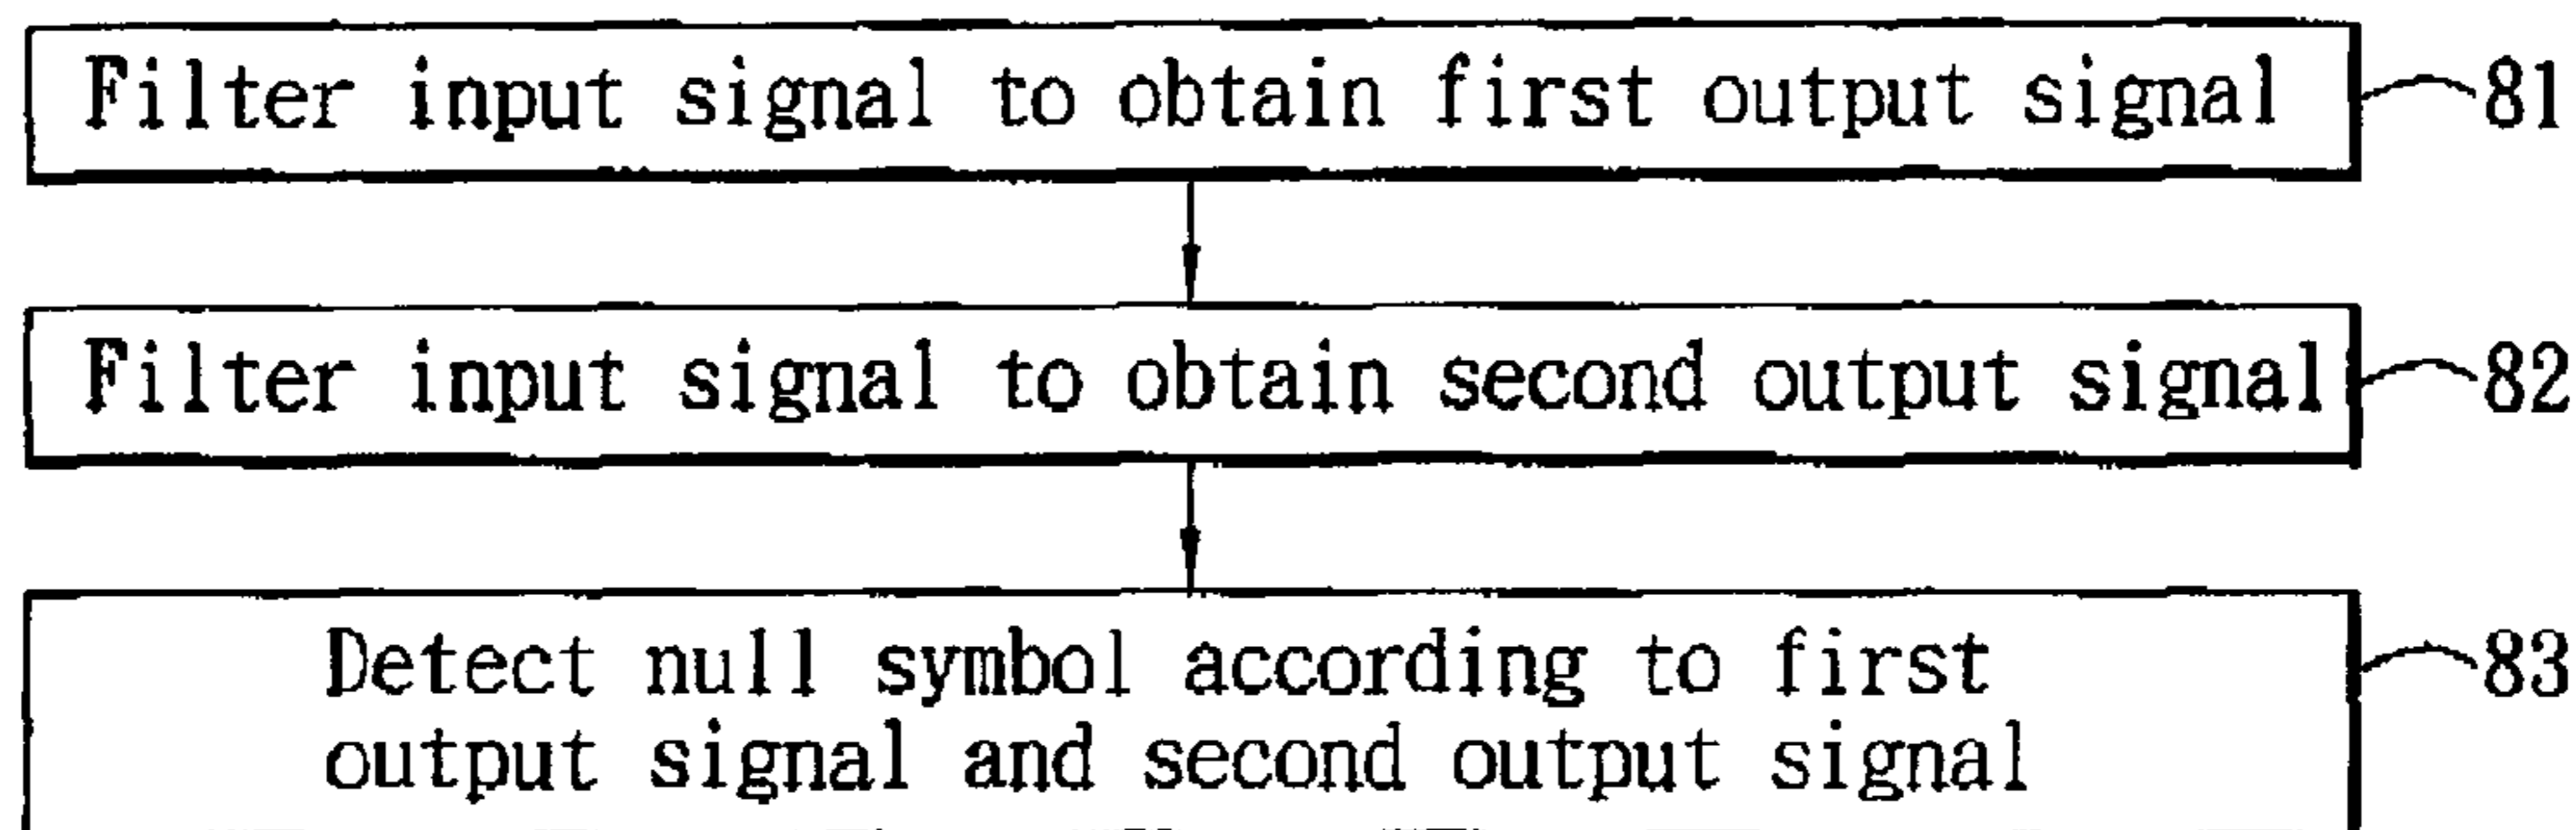 Filter input signal to obtain first output signal 81
Filter input signal to obtain second output signal 82
Detect null symbol according to first 83
output signal and second output signal